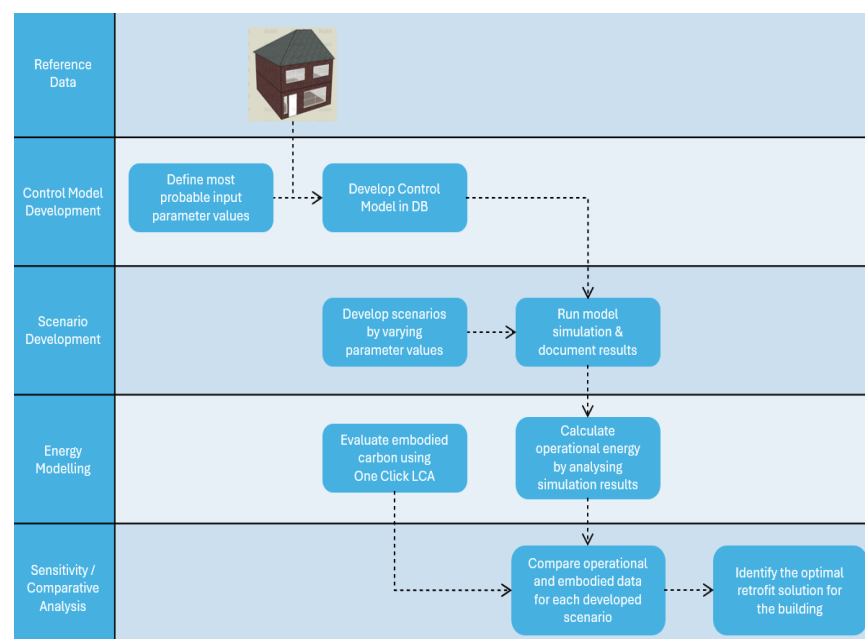 Reference
Data
Control Model
Development
Define most
probable input
parameter values
Develop Control
Model in DB
Scenario
Development
Develop scenarios
by varying
parameter values
Run model
simulation &
document results
Energy
Modelling
Evaluate embodied
carbon using
One Click LCA
Calculate
operational energy
by analysing
simulation results
Sensitivity /
Comparative
Analysis
Compare operational
and embodied data
for each developed
scenario
Identify the optimal
retrofit solution for
the building